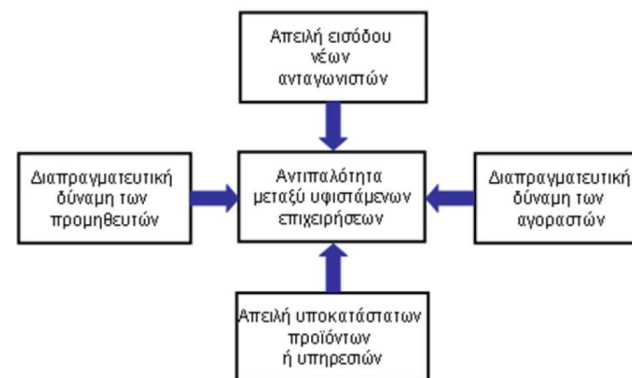 Απειλή εισόδου
νέων
ανταγωνιστών
Διαπραγματευτική
δύναμη των
προμηθευτών
Αντιπαλότητα
μεταξύ υφιστάμενων
επιχειρήσεων
Διαπραγματευτική
δύναμη των
αγοραστών
Απειλή υποκατάστατων
προϊόντων
ή υπηρεσιών